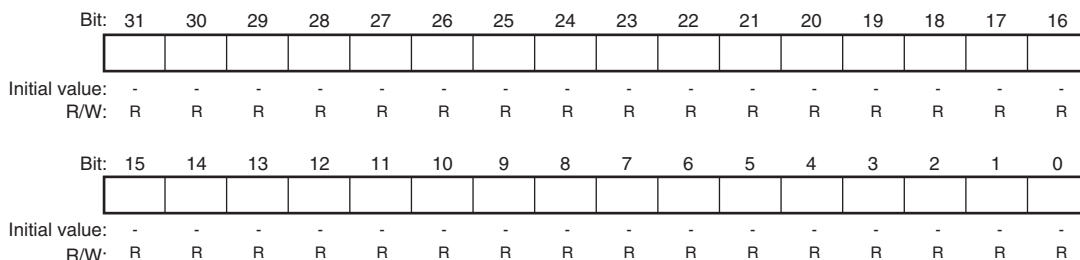 Bit: 31 30 29 28 27 26 25 24 23 22 21 20 19 18 17 16
Initial value: - - - - - - - - - - - - - - - -
R/W: R R R R R R R R R R R R R R R R
Bit: 15 14 13 12 11 10 9 8 7 6 5 4 3 2 1 0
Initial value: - - - - - - - - - - - - - - - -
R/W: R R R R R R R R R R R R R R R R